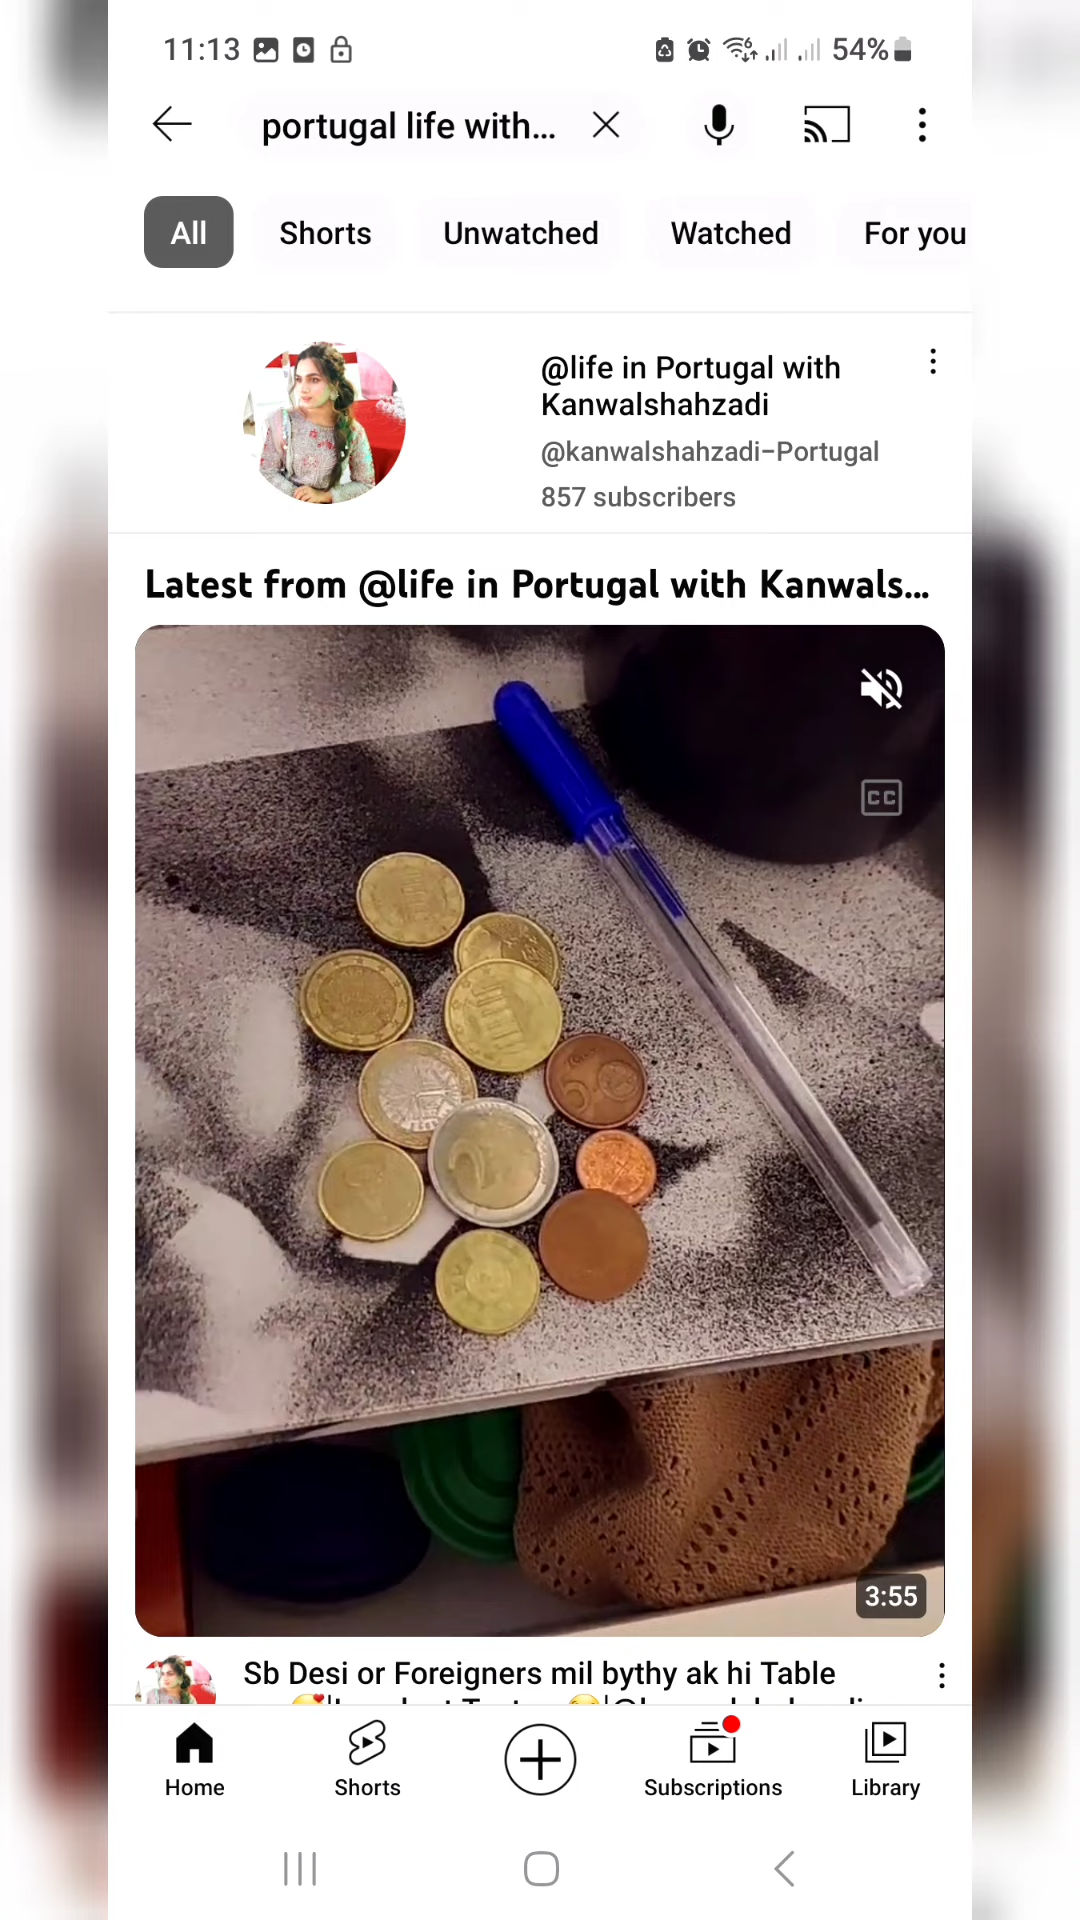 11:13
54%
portugal life with...
All
Shorts
Unwatched
Watched
For you
@life in Portugal with
Kanwalshahzadi
@kanwalshahzadi-Portugal
857 subscribers
Latest from @life in Portugal with Kanwals...
CC
5
2
3:55
Sb Desi or Foreigners mil bythy ak hi Table
Home
Shorts
Subscriptions
Library